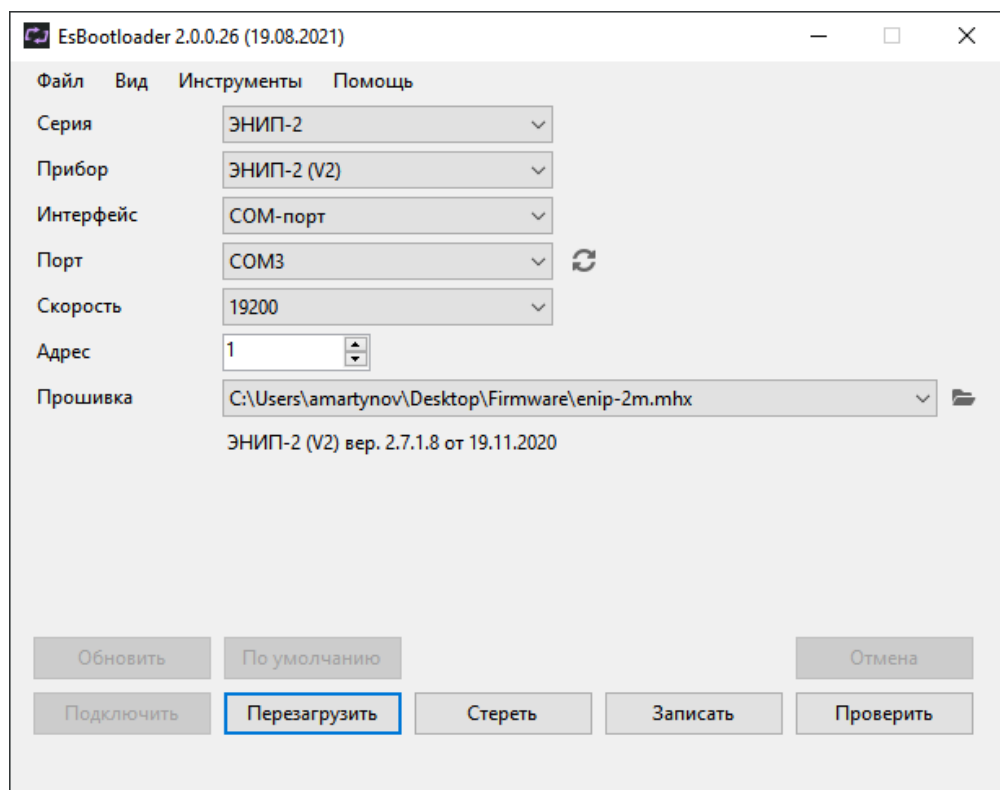 EsBootloader 2.0.0.26 (19.08.2021)
Файл Вид Инструменты Помощь
Серия ЭНИП-2
Прибор ЭНИП-2 (V2)
Интерфейс COM-порт
Порт COM3
Скорость 19200
Адрес 1
Прошивка C:\Users\amartynov\Desktop\Firmware\enip-2m.mhx
ЭНИП-2 (V2) вер. 2.7.1.8 от 19.11.2020
Обновить По умолчанию Отмена
Подключить Перезагрузить Стереть Записать Проверить